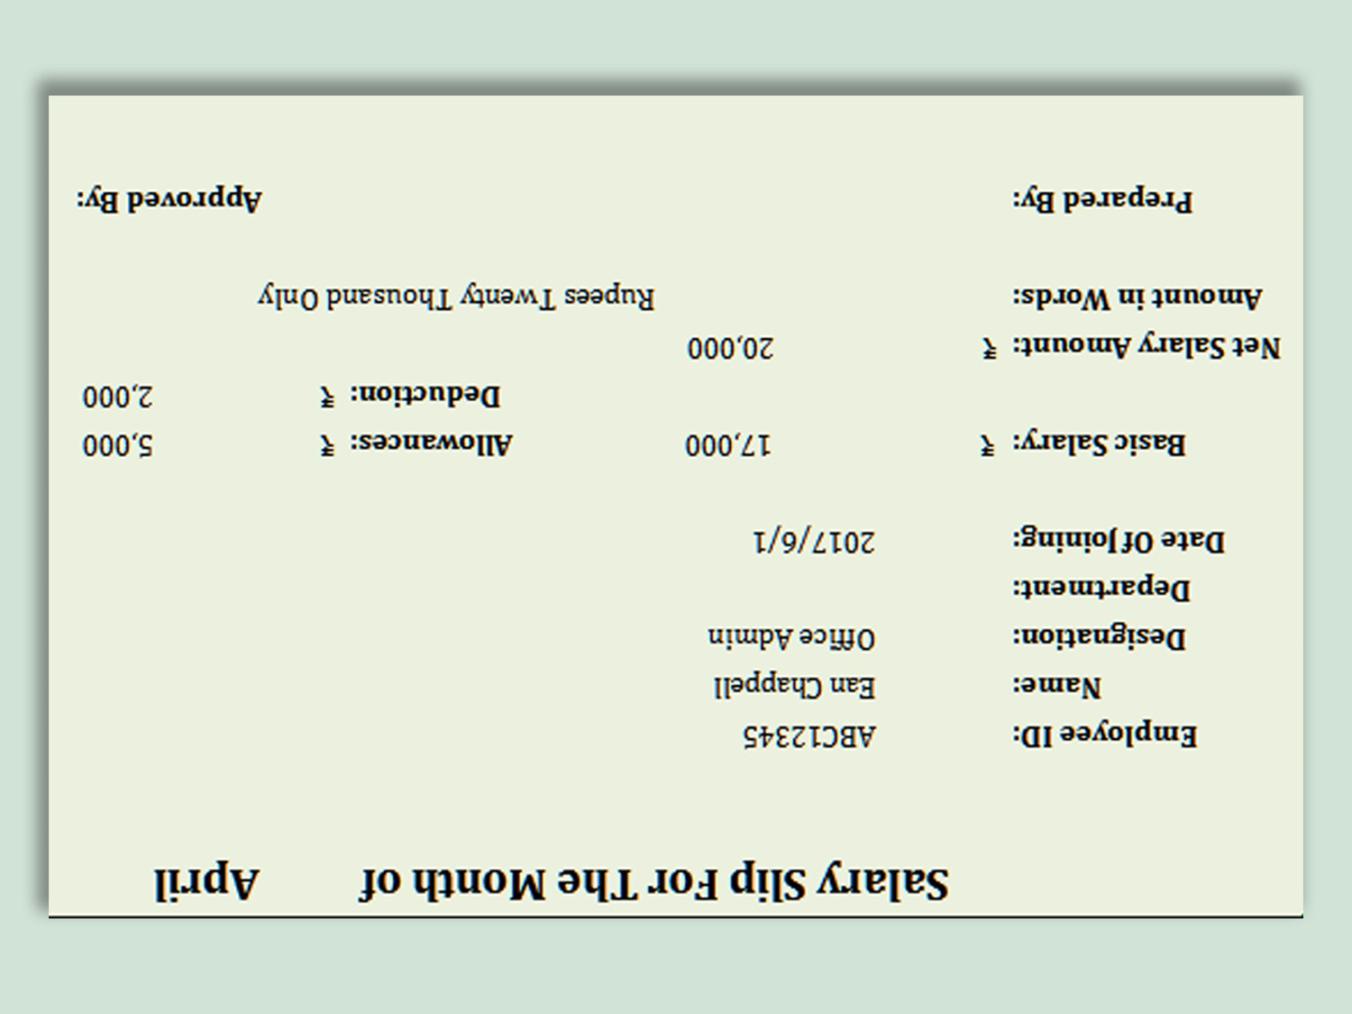 Salary Slip For The Month of April
Employee ID: ABC12345
Name: Ean Chappell
Designation: Office Admin
Department:
Date Of Joining: 2017/6/1
Basic Salary: ₹ 17,000 Allowances: ₹ 5,000
Deduction: ₹ 2,000
Net Salary Amount: ₹ 20,000
Amount in Words: Rupees Twenty Thousand Only
Prepared By: Approved By: